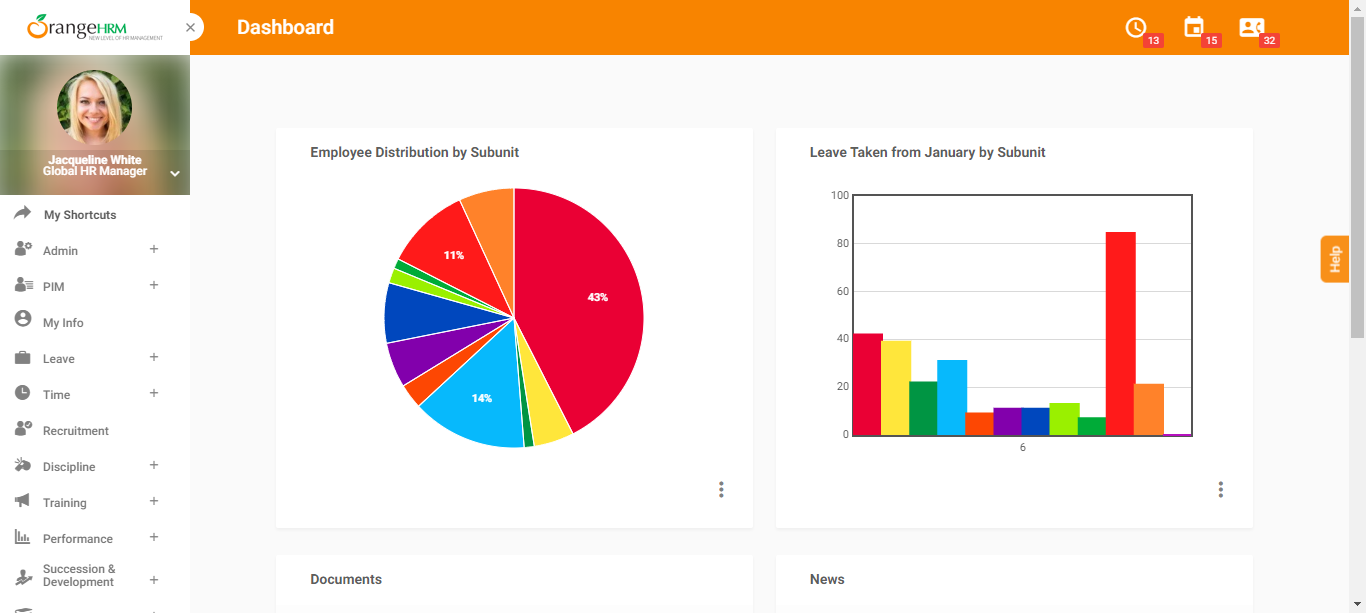 OrangeHRM
NEW LEVEL OF HR MANAGEMENT
Dashboard
13
15
32
Jacqueline White
Global HR Manager
My Shortcuts
Admin
PIM
My Info
Leave
Time
Recruitment
Discipline
Training
Performance
Succession &
Development
Employee Distribution by Subunit
43%
14%
11%
Leave Taken from January by Subunit
100
80
60
40
20
0
6
Help
Documents
News